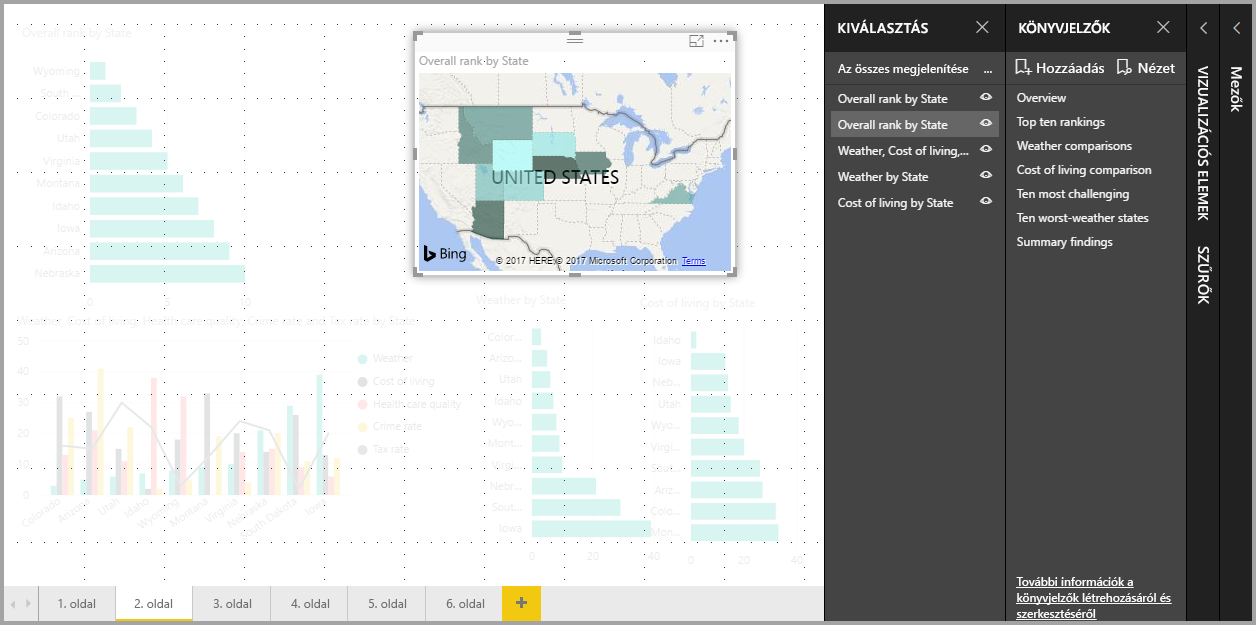 Overall rank by State
Wyoming
South ...
Colorado
Utah
Virginia
Montana
Idaho
Iowa
Arizona
Nebraska
0
5
10
Overall rank by State
UNITED STATES
Bing
© 2017 HERE © 2017 Microsoft Corporation Terms
Weather, Cost of living, Health care quality, Crime rate and Tax rate by State
50
40
30
20
10
0
Colorado
Arizona
Utah
Idaho
Wyoming
Montana
Virginia
Nebraska
South Dakota
Iowa
Weather
Cost of living
Health care quality
Crime rate
Tax rate
Weather by State
Color...
Arizo...
Utah
Idaho
Wyo...
Mont...
Virgi...
Nebr...
Sout...
Iowa
0
20
40
Cost of living by State
Idaho
Iowa
Neb...
Utah
Wyo...
Virgi...
Sout...
Ariz...
Colo...
Mon...
0
20
40
1. oldal
2. oldal
3. oldal
4. oldal
5. oldal
6. oldal
KIVÁLASZTÁS
Az összes megjelenítése ...
Overall rank by State
Overall rank by State
Weather, Cost of living,...
Weather by State
Cost of living by State
KÖNYVJELZŐK
Hozzáadás
Nézet
Overview
Top ten rankings
Weather comparisons
Cost of living comparison
Ten most challenging
Ten worst-weather states
Summary findings
További információk a
könyvjelzők létrehozásáról és
szerkesztéséről
VIZUALIZÁCIÓS ELEMEK
SZŰRŐK
Mezők